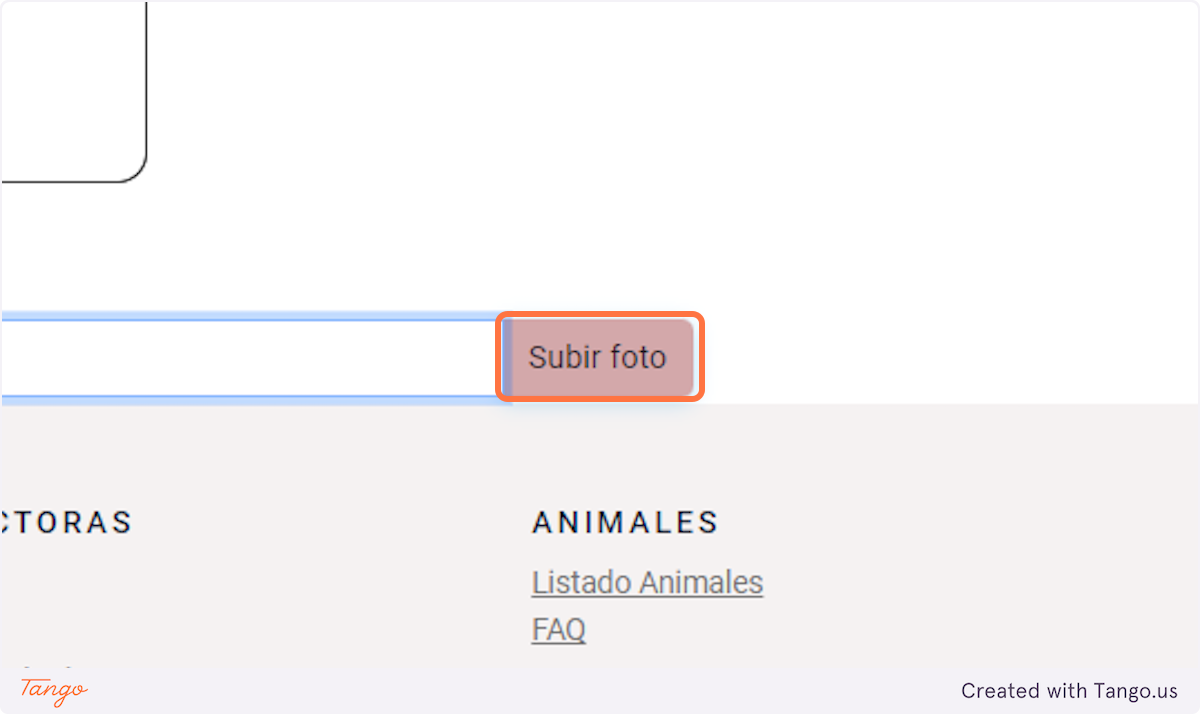 Subir foto
CTORAS
ANIMALES
Listado Animales
FAQ
Tango
Created with Tango.us